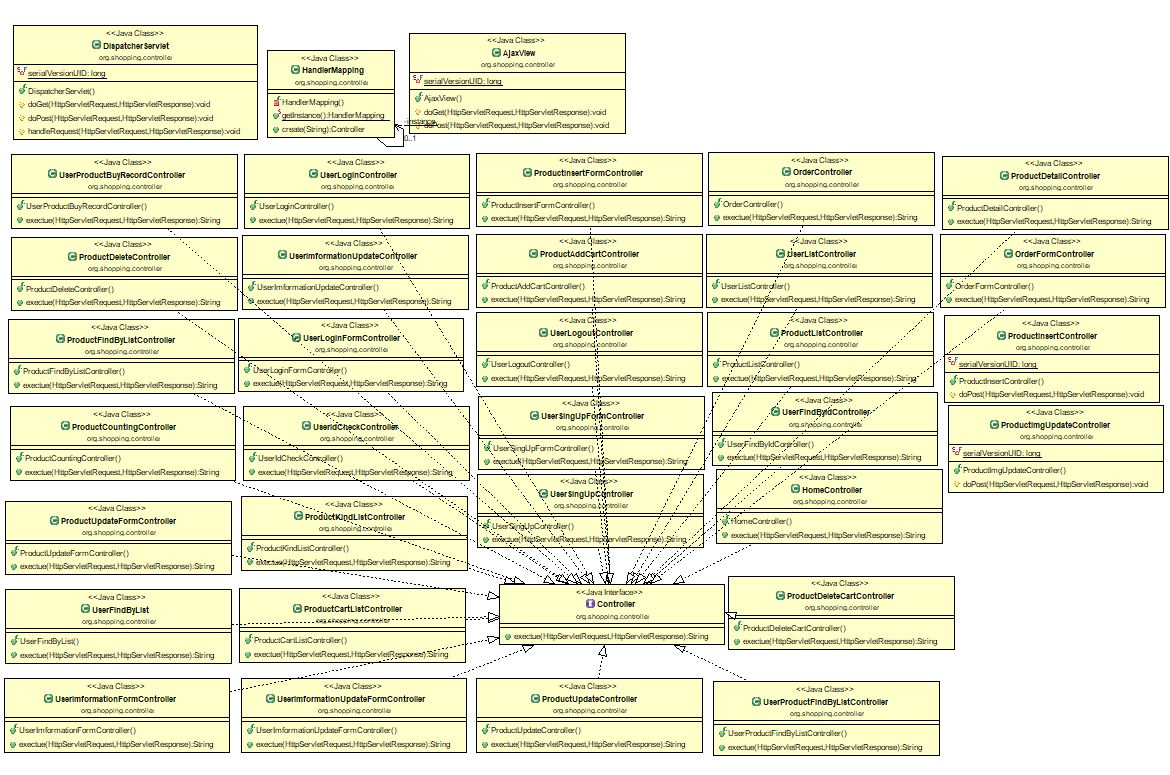 <<Java Class>>
DispatcherServlet
org.shopping.controller
serialVersionUID: long
DispatcherServlet()
doGet(HttpServletRequest,HttpServletResponse):void
doPost(HttpServletRequest,HttpServletResponse):void
handleRequest(HttpServletRequest,HttpServletResponse):void
<<Java Class>>
HandlerMapping
org.shopping.controller
HandlerMapping()
getInstance():HandlerMapping
create(String):Controller
-instance
0..1
<<Java Class>>
AjaxView
org.shopping.controller
serialVersionUID: long
AjaxView()
doGet(HttpServletRequest,HttpServletResponse):void
doPost(HttpServletRequest,HttpServletResponse):void
<<Java Class>>
UserProductBuyRecordController
org.shopping.controller
UserProductBuyRecordController()
exectue(HttpServletRequest,HttpServletResponse):String
<<Java Class>>
UserLoginController
org.shopping.controller
UserLoginController()
exectue(HttpServletRequest,HttpServletResponse):String
<<Java Class>>
ProductInsertFormController
org.shopping.controller
ProductInsertFormController()
exectue(HttpServletRequest,HttpServletResponse):String
<<Java Class>>
OrderController
org.shopping.controller
OrderController()
exectue(HttpServletRequest,HttpServletResponse):String
<<Java Class>>
ProductDetailController
org.shopping.controller
ProductDetailController()
exectue(HttpServletRequest,HttpServletResponse):String
<<Java Class>>
ProductDeleteController
org.shopping.controller
ProductDeleteController()
exectue(HttpServletRequest,HttpServletResponse):String
<<Java Class>>
UserImformationUpdateController
org.shopping.controller
UserImformationUpdateController()
exectue(HttpServletRequest,HttpServletResponse):String
<<Java Class>>
ProductAddCartController
org.shopping.controller
ProductAddCartController()
exectue(HttpServletRequest,HttpServletResponse):String
<<Java Class>>
UserListController
org.shopping.controller
UserListController()
exectue(HttpServletRequest,HttpServletResponse):String
<<Java Class>>
OrderFormController
org.shopping.controller
OrderFormController()
exectue(HttpServletRequest,HttpServletResponse):String
<<Java Class>>
ProductFindByListController
org.shopping.controller
ProductFindByListController()
exectue(HttpServletRequest,HttpServletResponse):String
<<Java Class>>
UserLoginFormController
org.shopping.controller
UserLoginFormController()
exectue(HttpServletRequest,HttpServletResponse):String
<<Java Class>>
UserLogoutController
org.shopping.controller
UserLogoutController()
exectue(HttpServletRequest,HttpServletResponse):String
<<Java Class>>
ProductListController
org.shopping.controller
ProductListController()
exectue(HttpServletRequest,HttpServletResponse):String
<<Java Class>>
ProductInsertController
org.shopping.controller
serialVersionUID: long
ProductInsertController()
doPost(HttpServletRequest,HttpServletResponse):void
<<Java Class>>
ProductCountingController
org.shopping.controller
ProductCountingController()
exectue(HttpServletRequest,HttpServletResponse):String
<<Java Class>>
UserIdCheckController
org.shopping.controller
UserIdCheckController()
exectue(HttpServletRequest,HttpServletResponse):String
<<Java Class>>
UserSingUpFormController
org.shopping.controller
UserSingUpFormController()
exectue(HttpServletRequest,HttpServletResponse):String
<<Java Class>>
UserFindByIdController
org.shopping.controller
UserFindByIdController()
exectue(HttpServletRequest,HttpServletResponse):String
<<Java Class>>
ProductImgUpdateController
org.shopping.controller
serialVersionUID: long
ProductImgUpdateController()
doPost(HttpServletRequest,HttpServletResponse):void
<<Java Class>>
ProductUpdateFormController
org.shopping.controller
ProductUpdateFormController()
exectue(HttpServletRequest,HttpServletResponse):String
<<Java Class>>
ProductKindListController
org.shopping.controller
ProductKindListController()
exectue(HttpServletRequest,HttpServletResponse):String
<<Java Class>>
UserSingUpController
org.shopping.controller
UserSingUpController()
exectue(HttpServletRequest,HttpServletResponse):String
<<Java Class>>
HomeController
org.shopping.controller
HomeController()
exectue(HttpServletRequest,HttpServletResponse):String
<<Java Class>>
UserFindByList
org.shopping.controller
UserFindByList()
exectue(HttpServletRequest,HttpServletResponse):String
<<Java Class>>
ProductCartListController
org.shopping.controller
ProductCartListController()
exectue(HttpServletRequest,HttpServletResponse):String
<<Java Interface>>
Controller
org.shopping.controller
exectue(HttpServletRequest,HttpServletResponse):String
<<Java Class>>
ProductDeleteCartController
org.shopping.controller
ProductDeleteCartController()
exectue(HttpServletRequest,HttpServletResponse):String
<<Java Class>>
UserImformationFormController
org.shopping.controller
UserImformationFormController()
exectue(HttpServletRequest,HttpServletResponse):String
<<Java Class>>
UserImformationUpdateFormController
org.shopping.controller
UserImformationUpdateFormController()
exectue(HttpServletRequest,HttpServletResponse):String
<<Java Class>>
ProductUpdateController
org.shopping.controller
ProductUpdateController()
exectue(HttpServletRequest,HttpServletResponse):String
<<Java Class>>
UserProductFindByListController
org.shopping.controller
UserProductFindByListController()
exectue(HttpServletRequest,HttpServletResponse):String